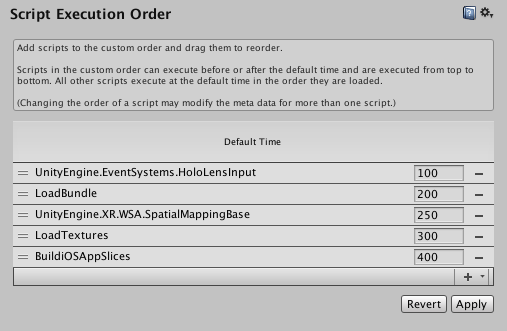 Script Execution Order
Add scripts to the custom order and drag them to reorder.
Scripts in the custom order can execute before or after the default time and are executed from top to
bottom. All other scripts execute at the default time in the order they are loaded.
(Changing the order of a script may modify the meta data for more than one script.)
Default Time
UnityEngine.EventSystems.HoloLensInput 100
LoadBundle 200
UnityEngine.XR.WSA.SpatialMappingBase 250
LoadTextures 300
BuildiOSAppSlices 400
Revert Apply